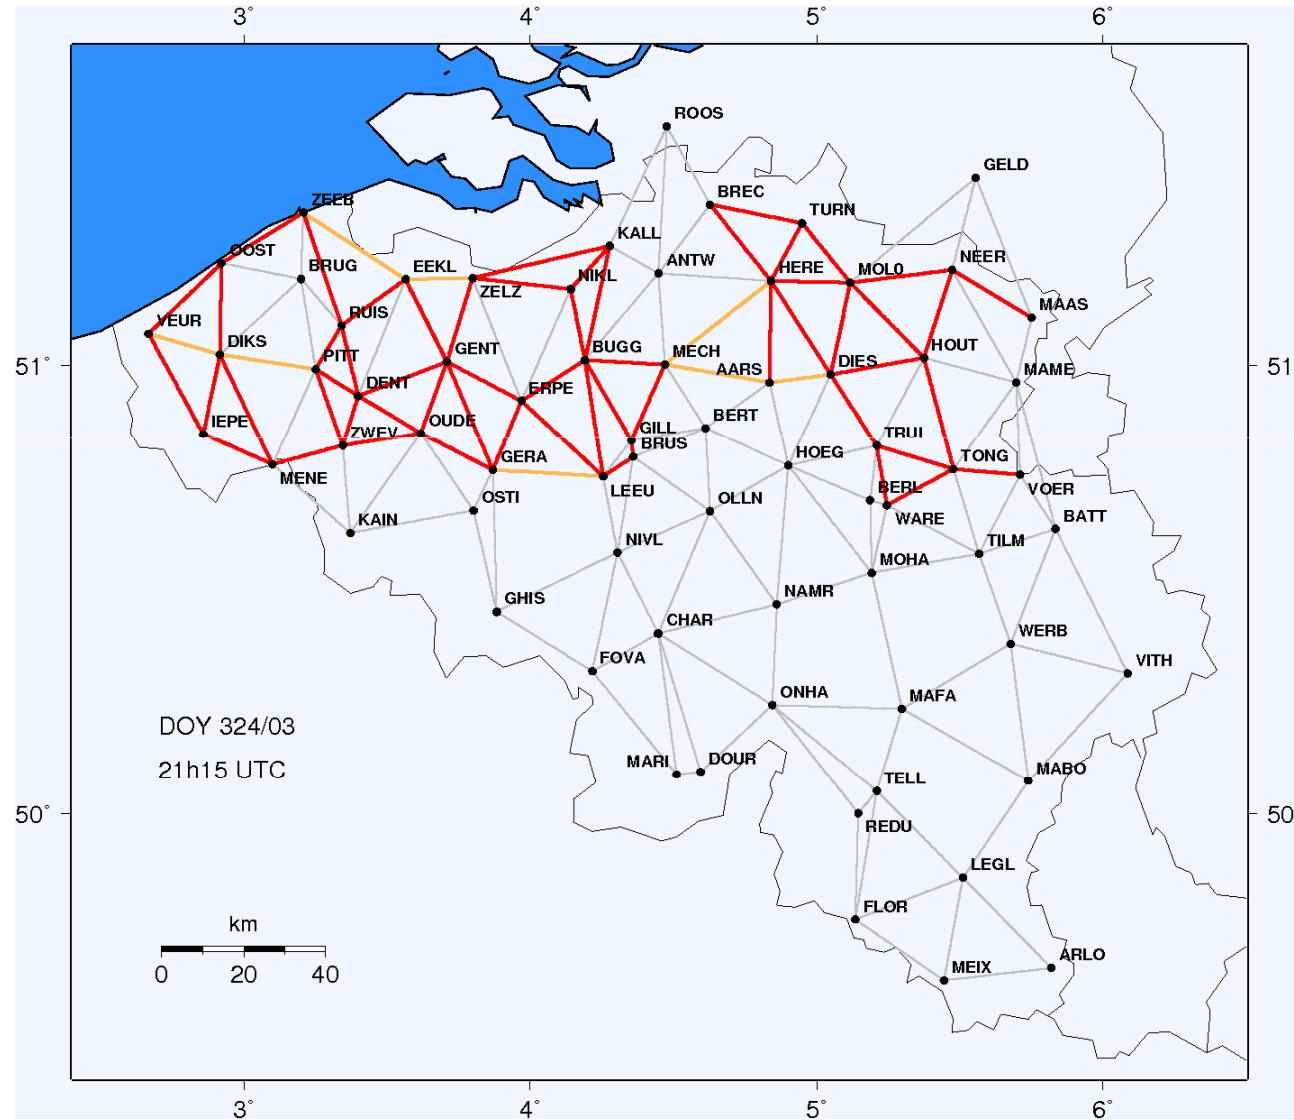 3° 4° 5° 6°
ROOS
GELD
BREC
ZEEB
TURN
KALL
OOST
ANTW
NEER
BRUG
EEKL
HERE
MOL0
NIKL
ZELZ
MAAS
VEUR
RUIS
DIKS
PITT
GENT
BUGG
MECH
HOUT
51°
51
AARS
DIES
MAME
DENT
ERPE
BERT
IEPE
ZWEV
OUDE
GILL
TRUI
BRUS
HOEG
GERA
TONG
MENE
LEEU
BERL
VOER
OSTI
OLLN
WARE
BATT
KAIN
NIVL
TILM
MOHA
GHIS
NAMR
CHAR
WERB
FOVA
VITH
ONHA
MAFA
DOY 324/03
21h15 UTC
MARI
DOUR
TELL
MABO
50°
50
REDU
LEGL
FLOR
km
0 20 40
MEIX
ARLO
3° 4° 5° 6°